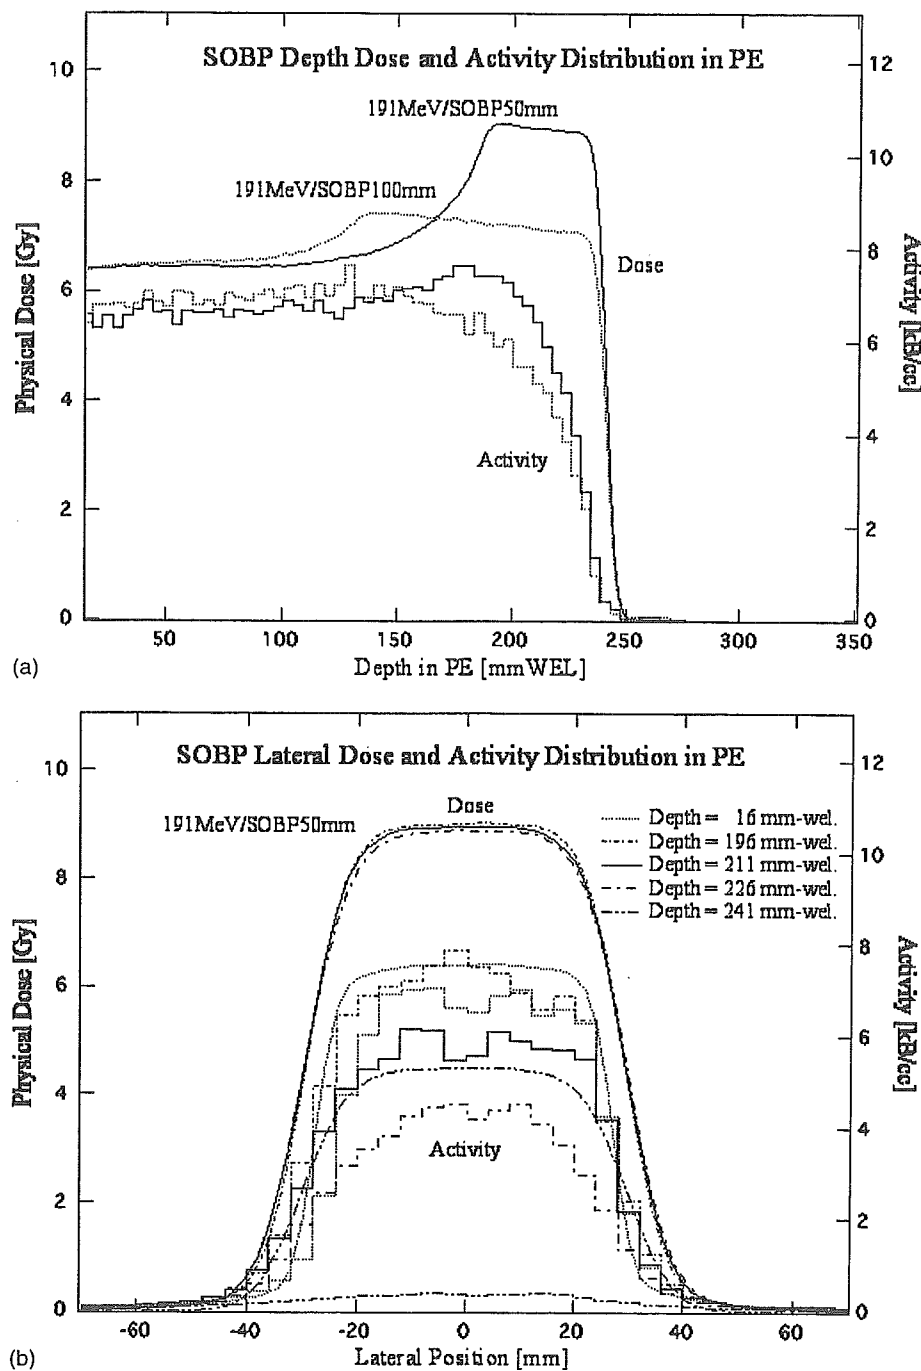 SOBP Depth Dose and Activity Distribution in PE
191MeV/SOBP50mm
191MeV/SOBP100mm
Dose
Activity
Physical Dose [Gy]
10
8
6
4
2
0
Activity [kB/cc]
12
10
8
6
4
2
0
50
100
150
200
250
300
350
Depth in PE [mmWEL]
(a)
SOBP Lateral Dose and Activity Distribution in PE
191MeV/SOBP50mm
Dose
Depth = 16 mm-wel.
Depth = 196 mm-wel.
Depth = 211 mm-wel.
Depth = 226 mm-wel.
Depth = 241 mm-wel.
Activity
Physical Dose [Gy]
10
8
6
4
2
0
Activity [kB/cc]
12
10
8
6
4
2
0
-60
-40
-20
0
20
40
60
Lateral Position [mm]
(b)